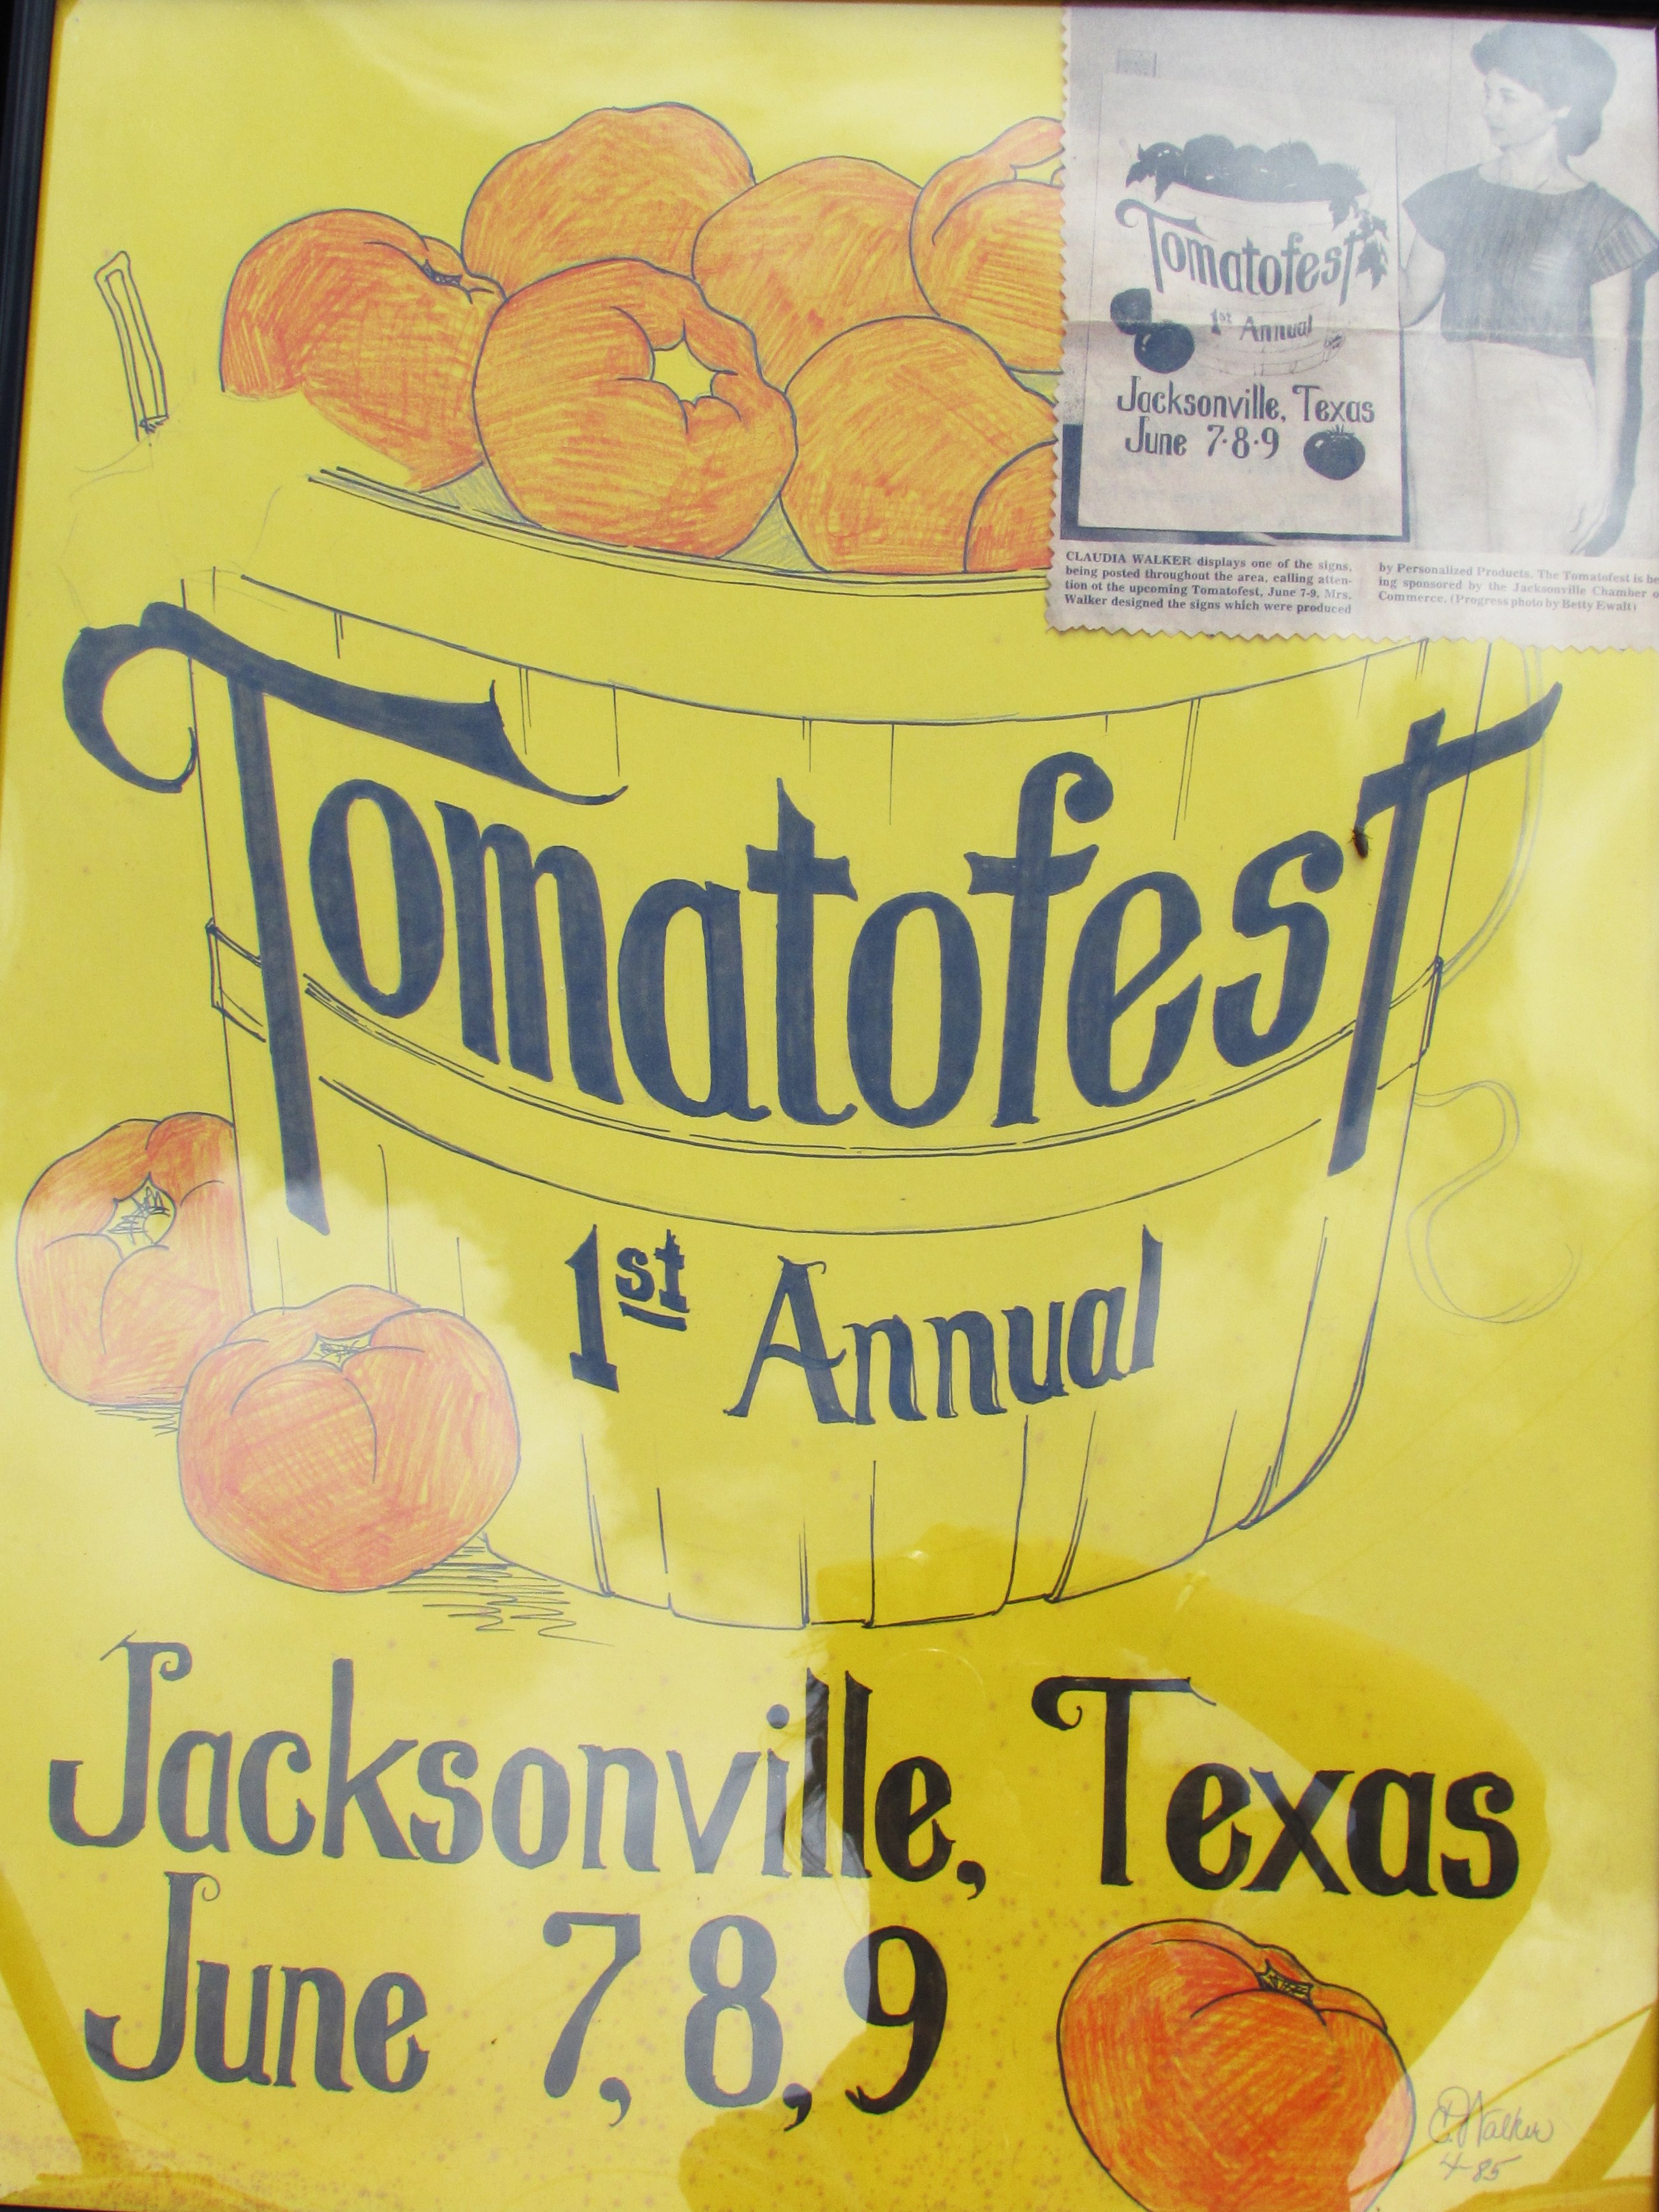 Tomatofest
1st Annual
Jacksonville, Texas
June 7·8·9
CLAUDIA WALKER displays one of the signs,
being posted throughout the area, calling atten-
tion ot the upcoming Tomatofest, June 7-9. Mrs.
Walker designed the signs which were produced
by Personalized Products. The Tomatofest is be
ing sponsored by the Jacksonville Chamber o
Commerce. (Progress photo by Betty Ewalt)
Tomatofest
1st Annual
Jacksonville, Texas
June 7, 8, 9
C. Walker
4-85